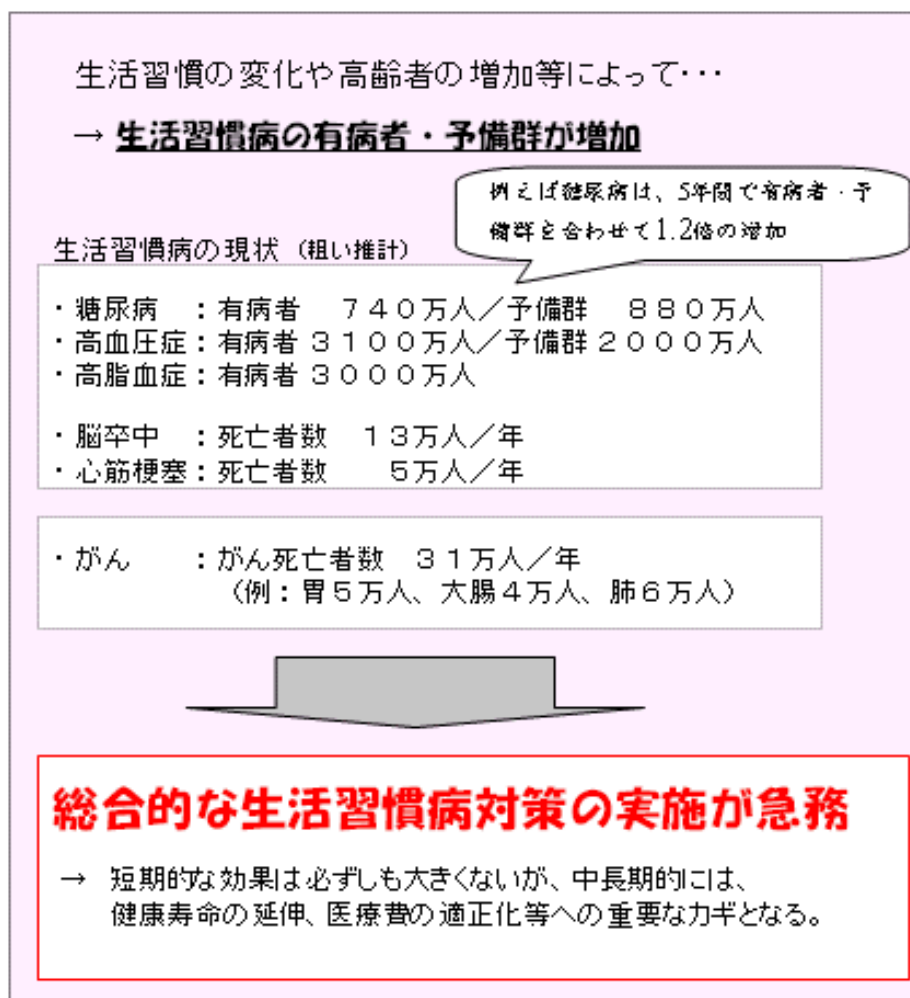 生活習慣の変化や高齢者の増加等によって･･･
→ 生活習慣病の有病者・予備群が増加
例えば糖尿病は、5年間で有病者・予
備群を合わせて1.2倍の増加
生活習慣病の現状（粗い推計）
・糖尿病　：有病者　７４０万人／予備群　８８０万人
・高血圧症：有病者３１００万人／予備群２０００万人
・高脂血症：有病者３０００万人
・脳卒中　：死亡者数　１３万人／年
・心筋梗塞：死亡者数　　５万人／年
・がん　　：がん死亡者数　３１万人／年
（例：胃５万人、大腸４万人、肺６万人）
総合的な生活習慣病対策の実施が急務
→　短期的な効果は必ずしも大きくないが、中長期的には、
健康寿命の延伸、医療費の適正化等への重要なカギとなる。